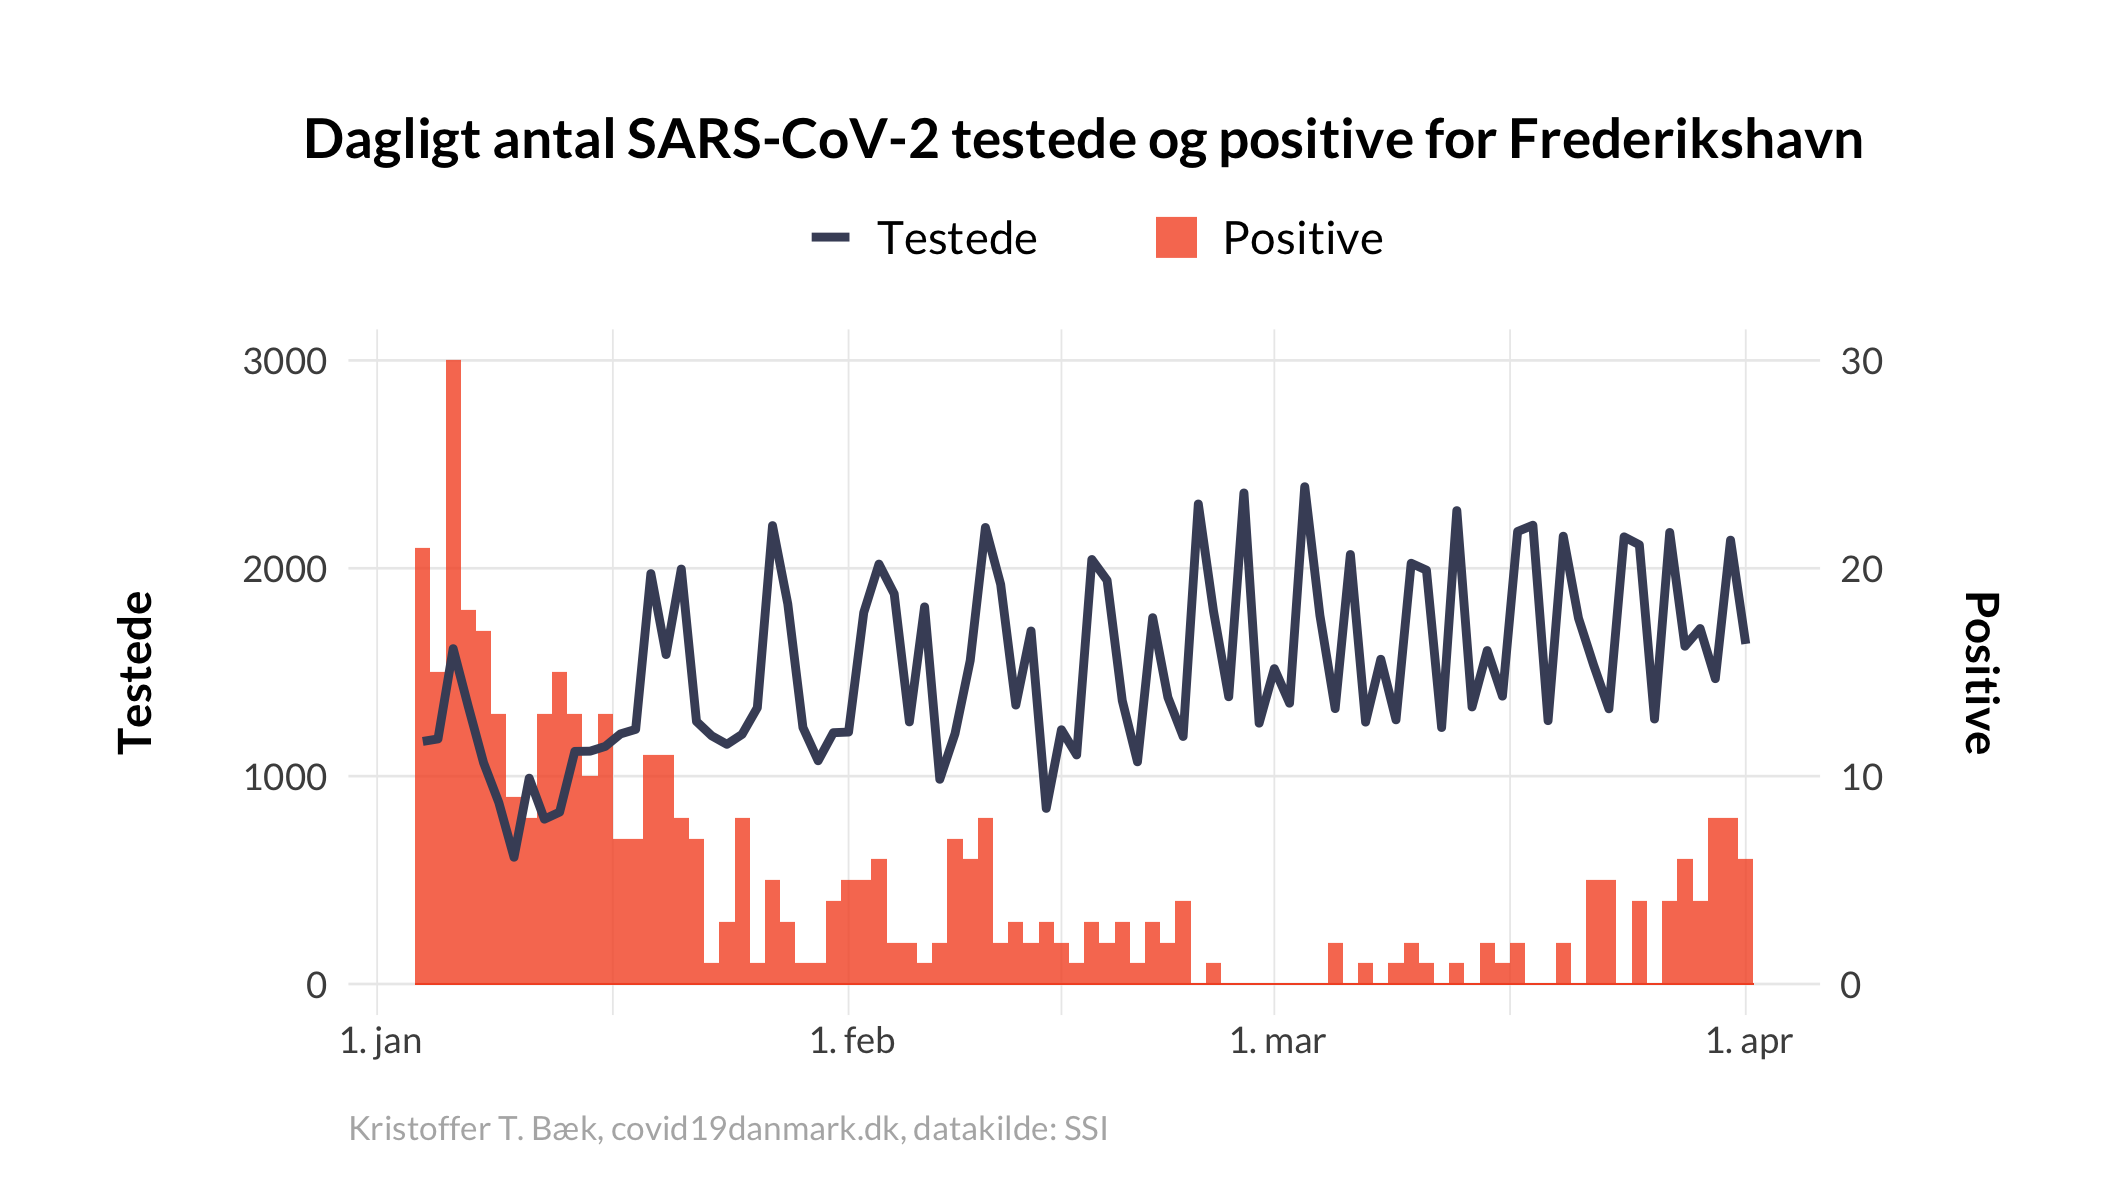 Dagligt antal SARS-CoV-2 testede og positive for Frederikshavn
Testede Positive
3000 30
2000 20
1000 10
0 0
Testede
Positive
1. jan 1. feb 1. mar 1. apr
Kristoffer T. Bæk, covid19danmark.dk, datakilde: SSI